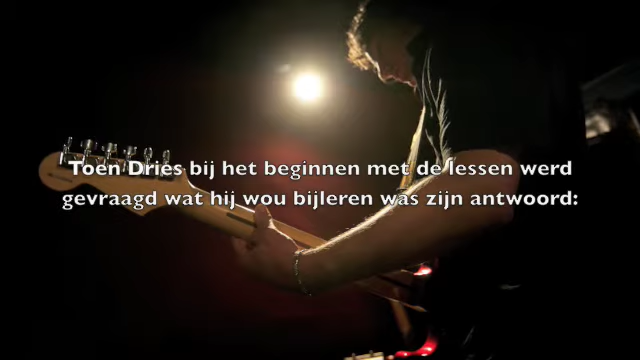 Toen Dries bij het beginnen met de lessen werd
gevraagd wat hij wou bijleren was zijn antwoord: